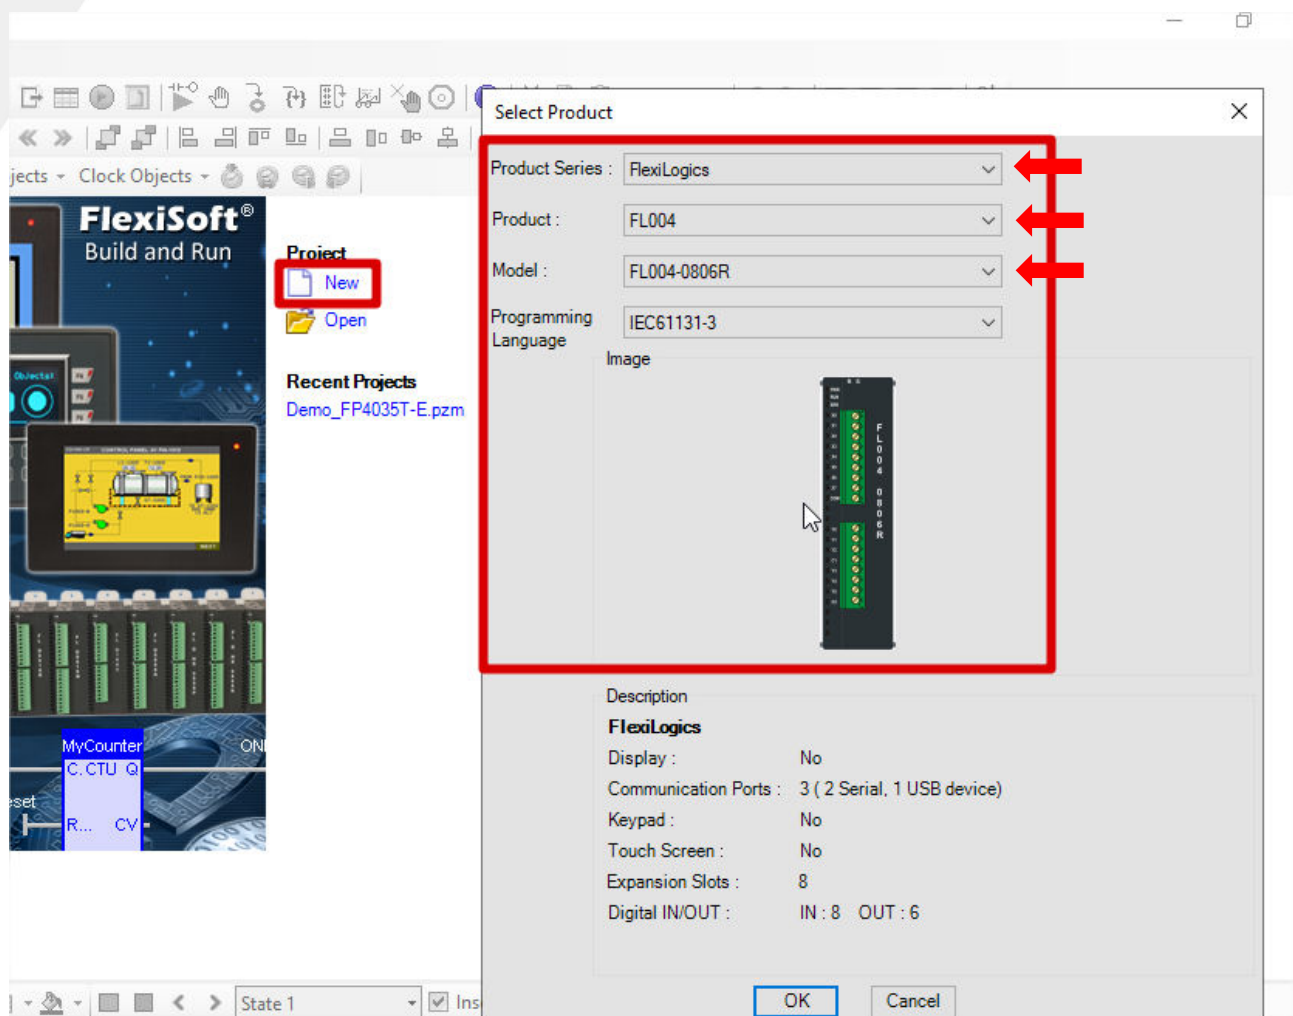 Select Product
jects
Clock Objects
Product Series :
FlexiLogics
Product :
FL004
Model :
FL004-0806R
Programming
Language
IEC61131-3
Image
FL004-0806R
FlexiSoft®
Build and Run
Project
New
Open
Recent Projects
Demo_FP4035T-E.pzm
MyCounter
C. CTU Q
R... CV
set
ON
Description
FlexiLogics
Display : No
Communication Ports : 3 ( 2 Serial, 1 USB device)
Keypad : No
Touch Screen : No
Expansion Slots : 8
Digital IN/OUT : IN : 8 OUT : 6
State 1
Ins
OK
Cancel